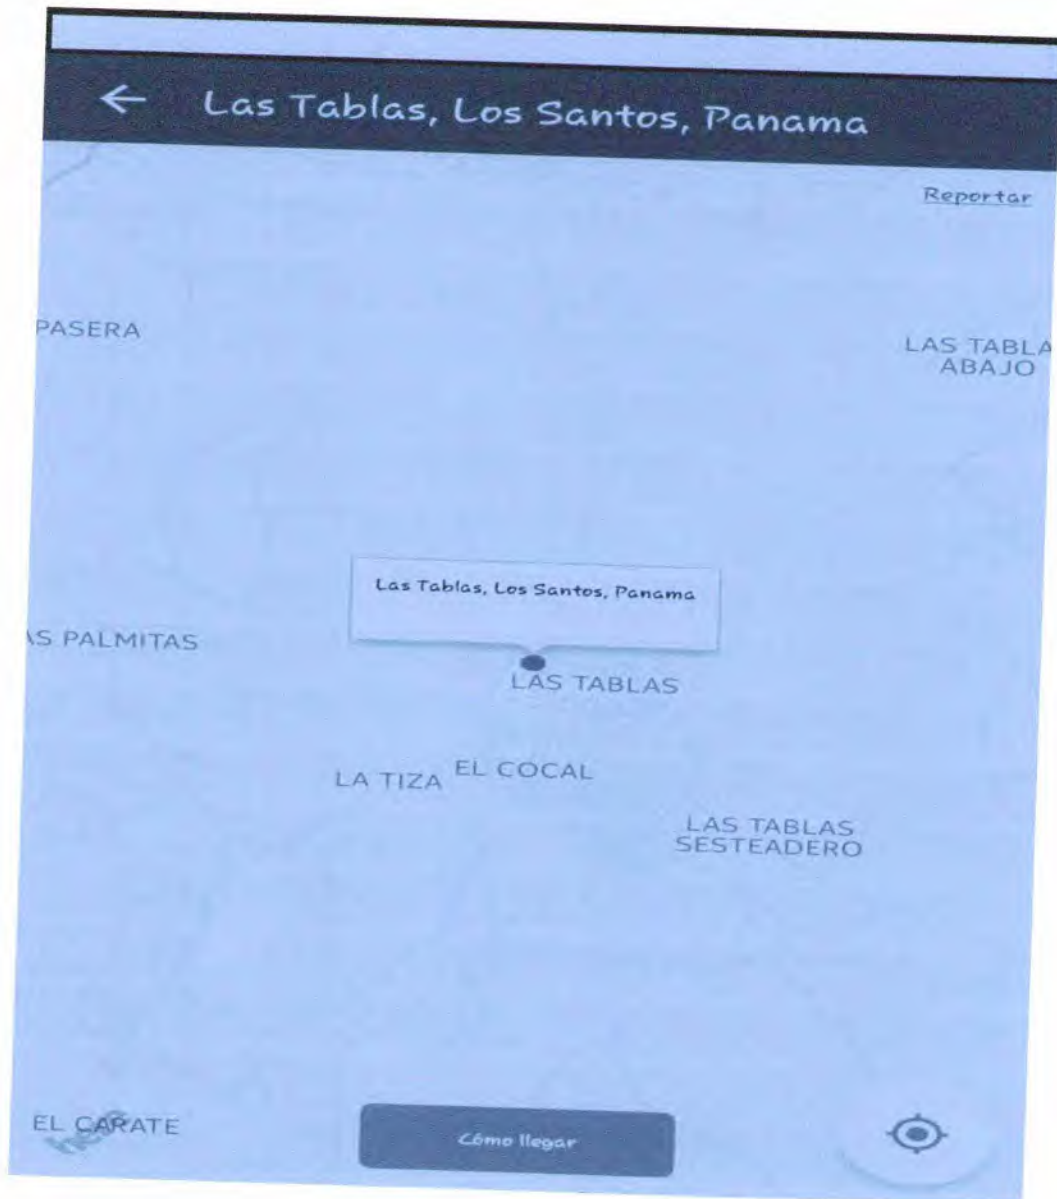 Las Tablas, Los Santos, Panama
Reportar
PASERA
LAS TABLA
ABAJO
Las Tablas, Los Santos, Panama
AS PALMITAS
LAS TABLAS
LA TIZA
EL COCAL
LAS TABLAS
SESTEADERO
EL CARATE
Cómo llegar